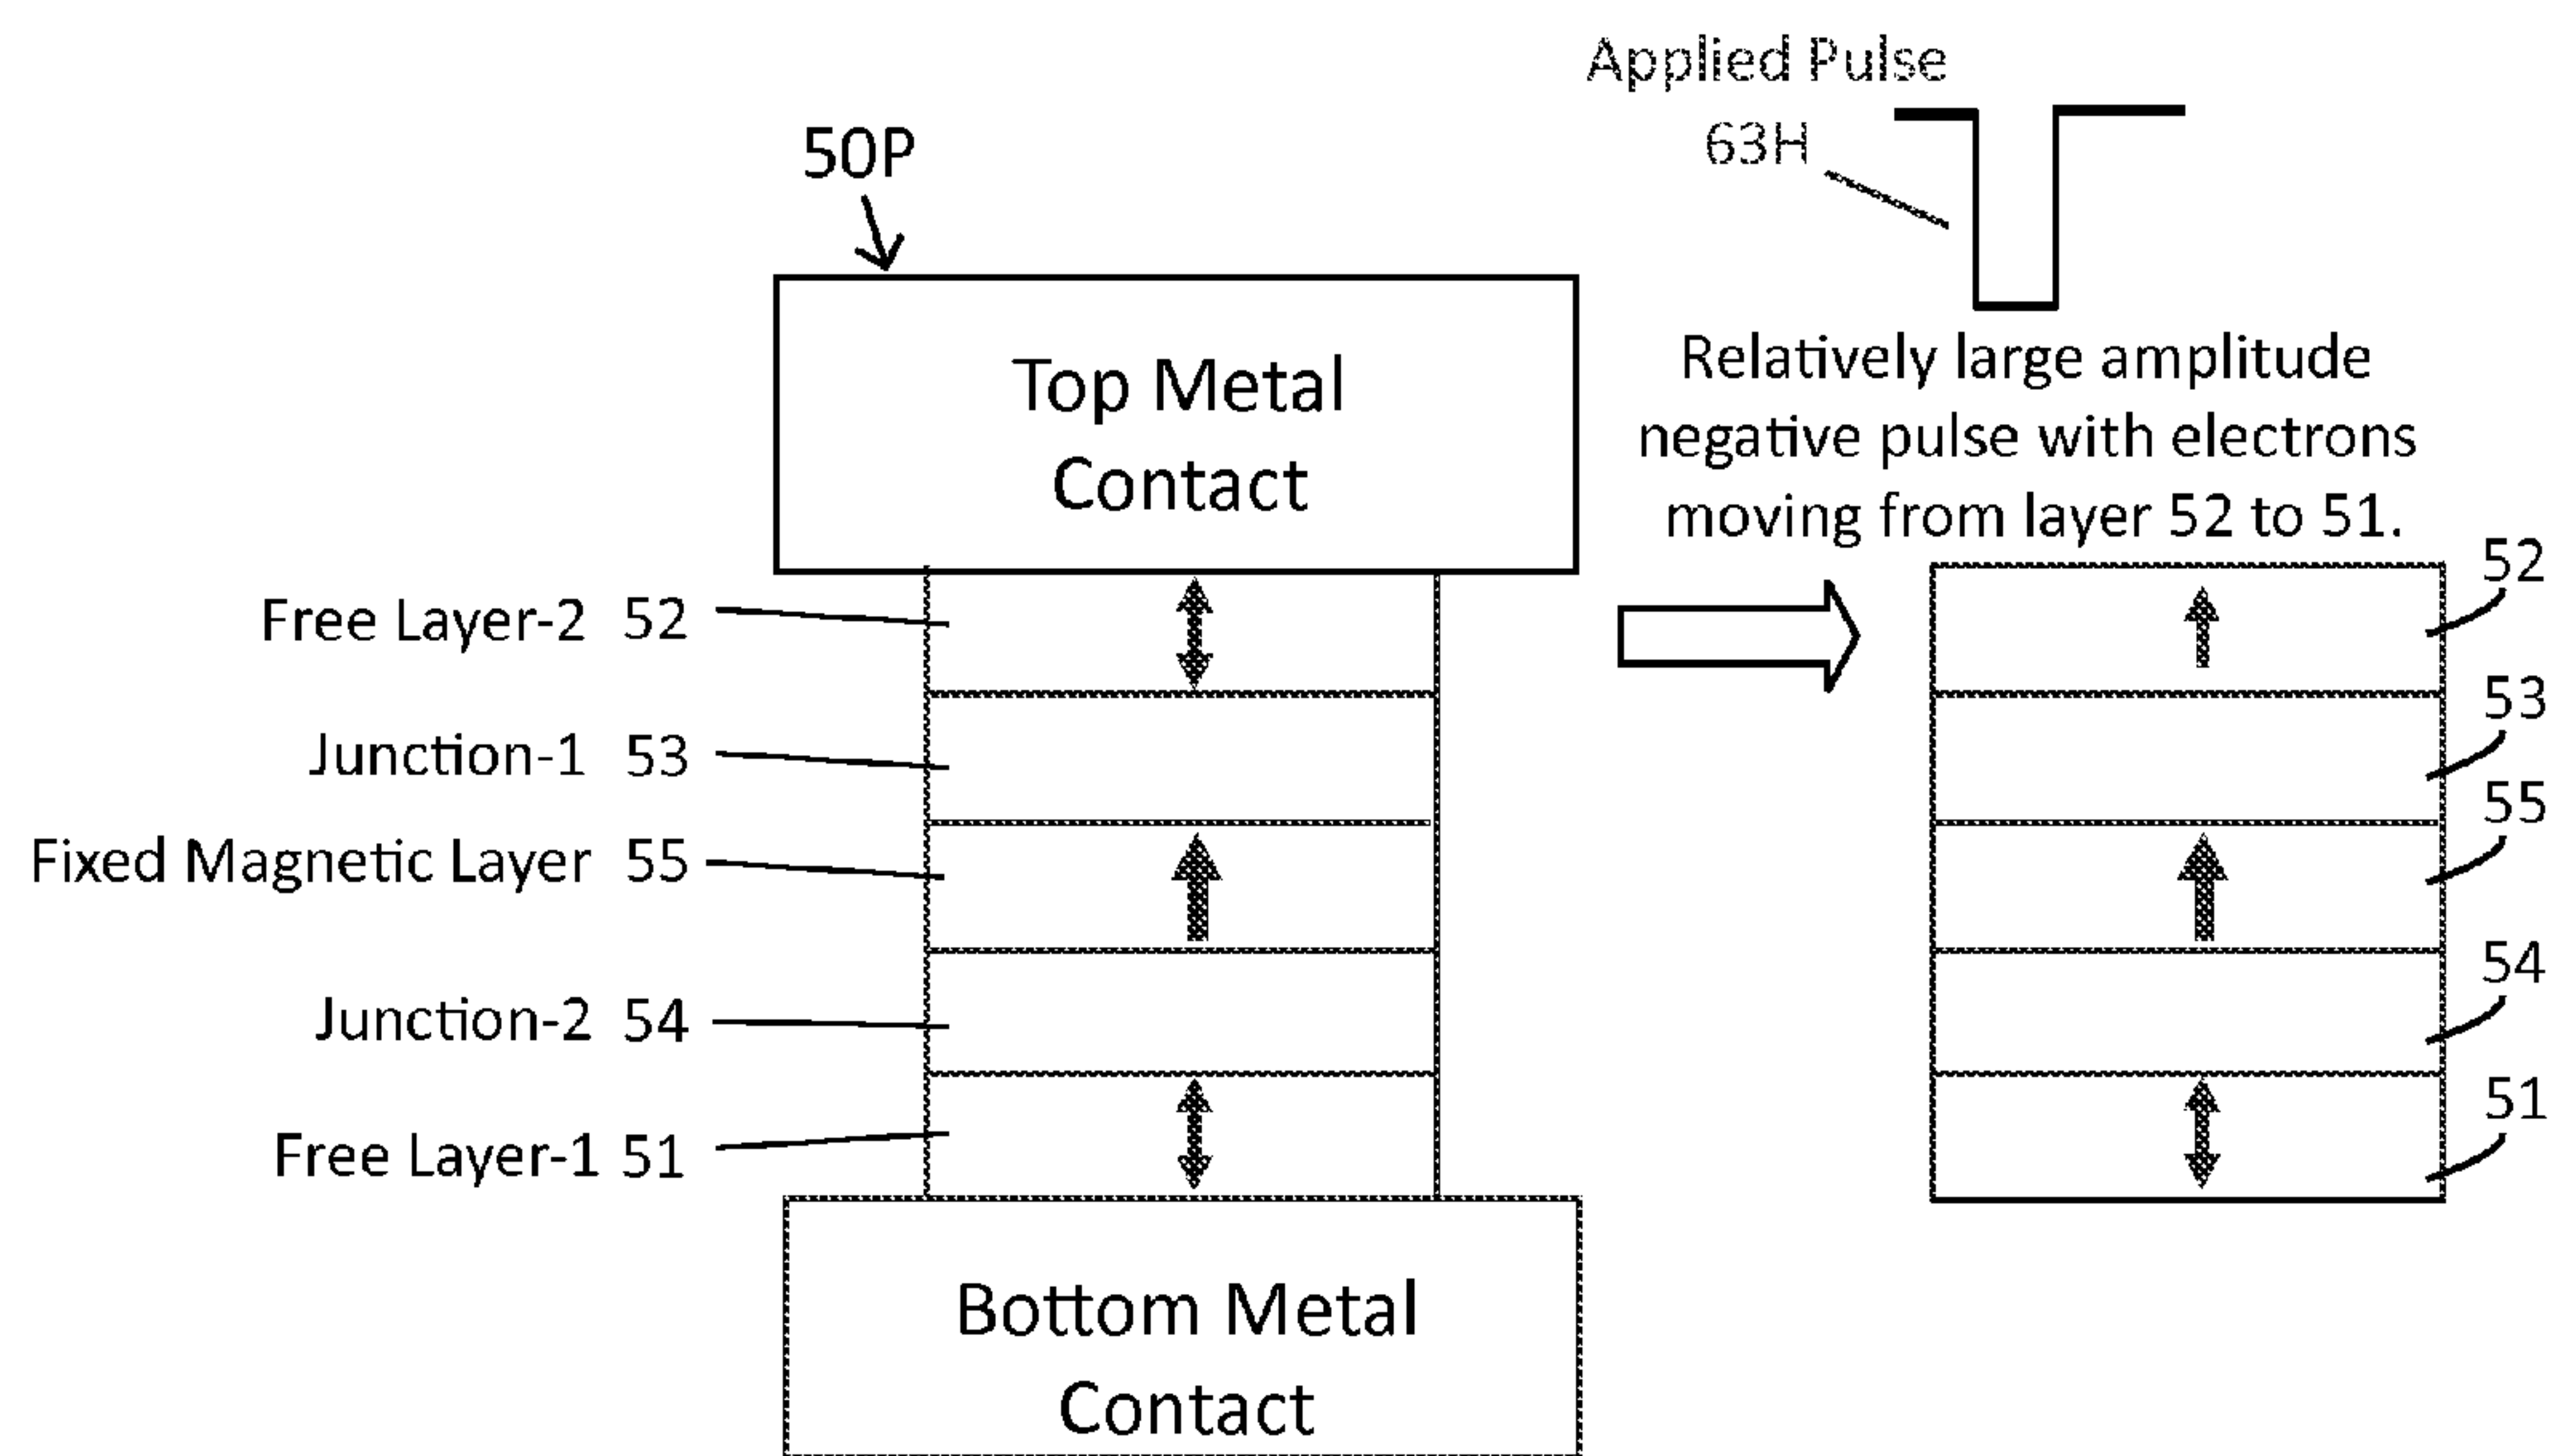 Applied Pulse
63H
50P
Top Metal
Contact
Relatively large amplitude
negative pulse with electrons
moving from layer 52 to 51.
Free Layer-2 52
Junction-1 53
Fixed Magnetic Layer 55
Junction-2 54
Free Layer-1 51
Bottom Metal
Contact
52
53
55
54
51